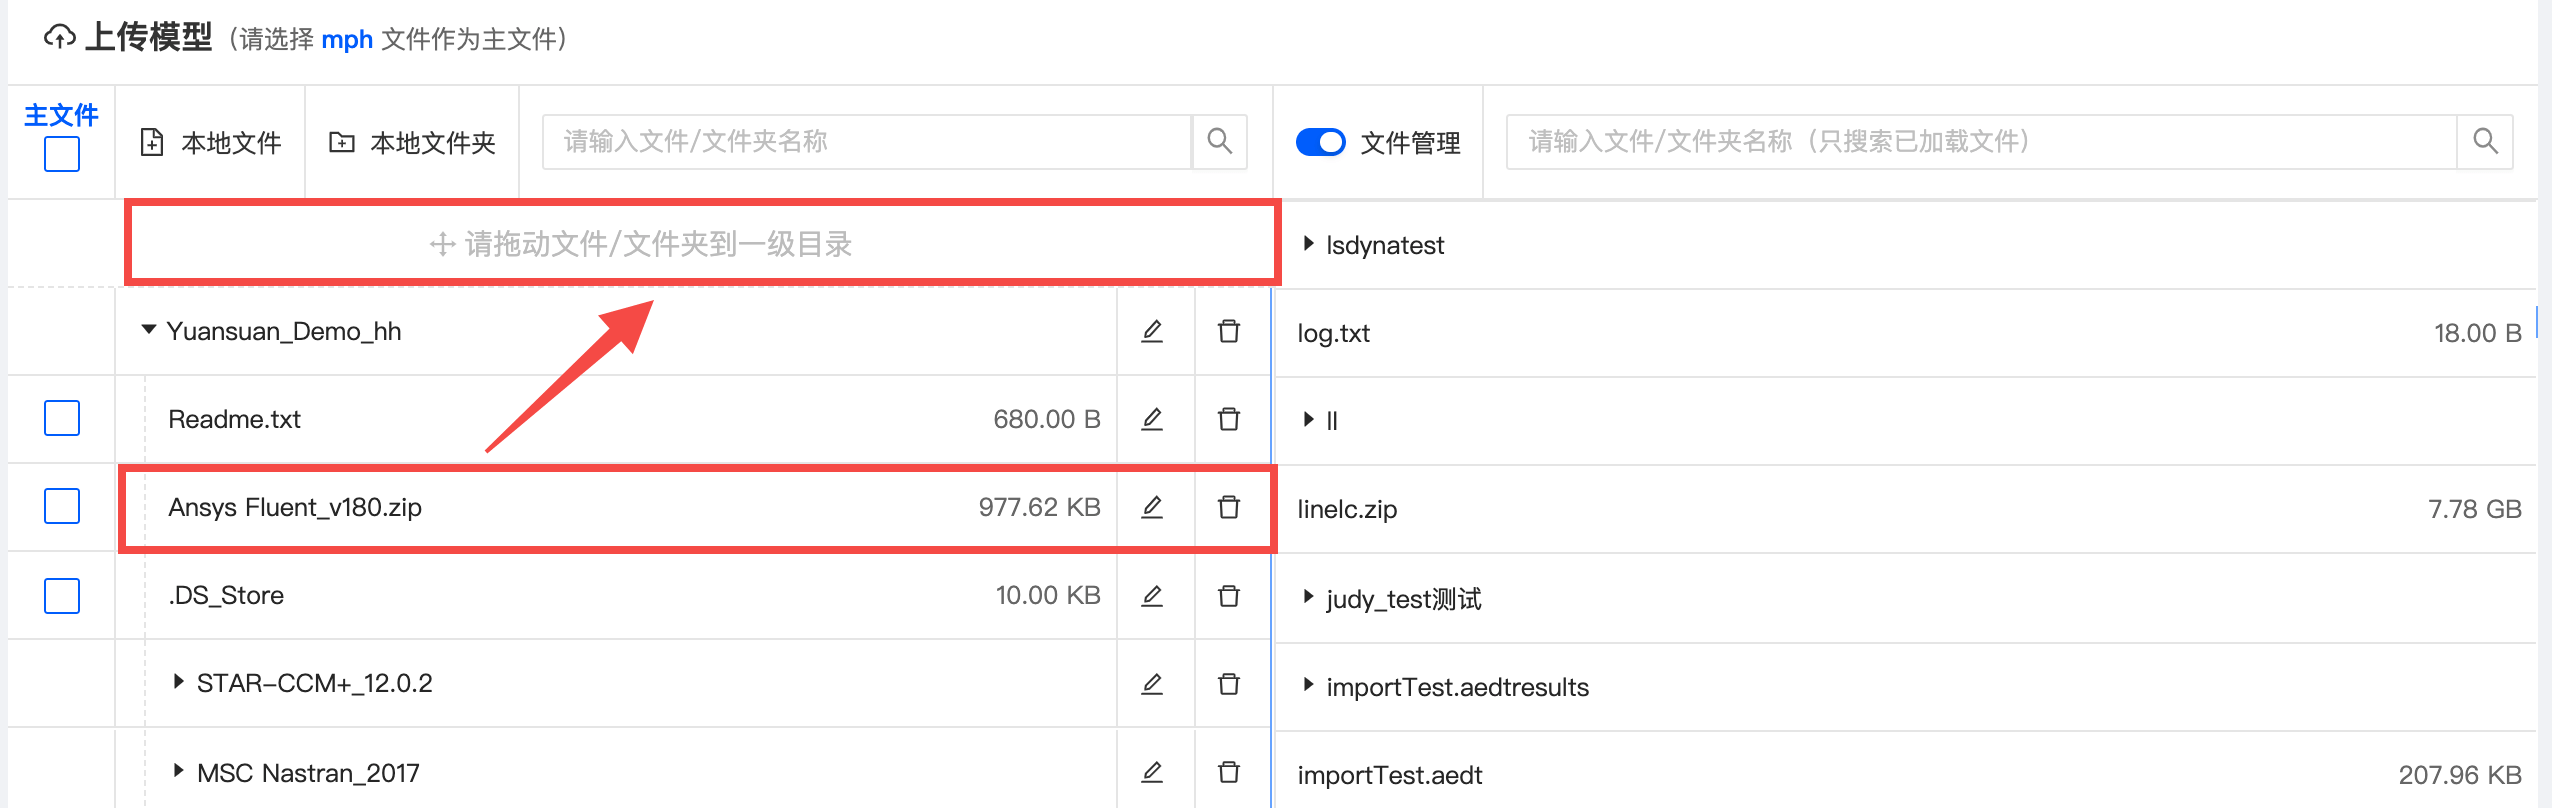 上传模型（请选择 mph 文件作为主文件）
主文件
本地文件
本地文件夹
请输入文件/文件夹名称
文件管理
请输入文件/文件夹名称（只搜索已加载文件）
请拖动文件/文件夹到一级目录
Yuansuan_Demo_hh
Readme.txt 680.00 B
Ansys Fluent_v180.zip 977.62 KB
.DS_Store 10.00 KB
STAR-CCM+_12.0.2
MSC Nastran_2017
lsdynatest
log.txt 18.00 B
ll
linelc.zip 7.78 GB
judy_test测试
importTest.aedtresults
importTest.aedt 207.96 KB